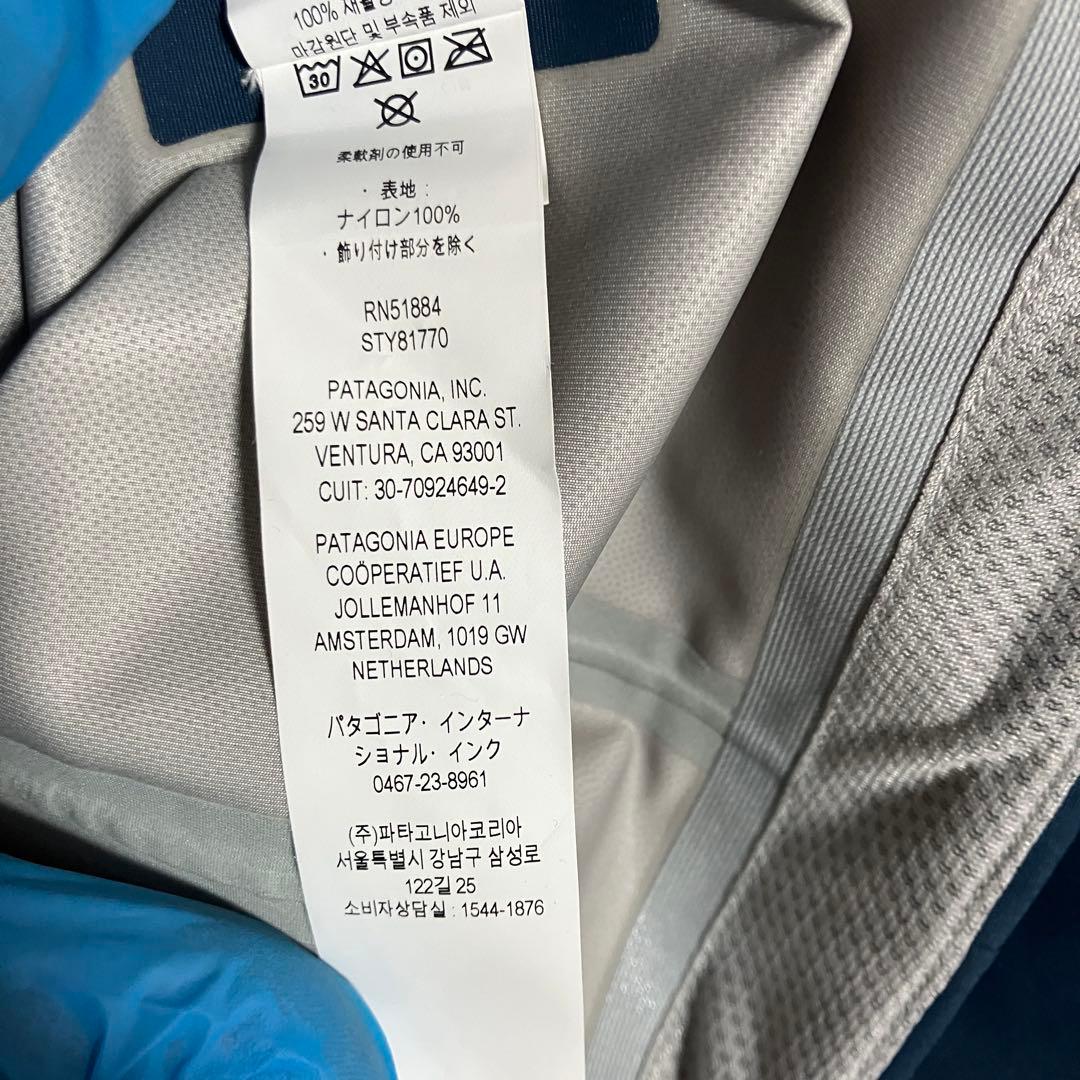 100% 재활
마감원단 및 부속품 제외
30
柔軟剤の使用不可
・ 表地 :
ナイロン100%
・飾り付け部分を除く
RN51884
STY81770
PATAGONIA, INC.
259 W SANTA CLARA ST.
VENTURA, CA 93001
CUIT: 30-70924649-2
PATAGONIA EUROPE
COÖPERATIEF U.A.
JOLLEMANHOF 11
AMSTERDAM, 1019 GW
NETHERLANDS
パタゴニア・ インターナ
ショナル・ インク
0467-23-8961
(주)파타고니아코리아
서울특별시 강남구 삼성로
122길 25
소비자상담실 : 1544-1876